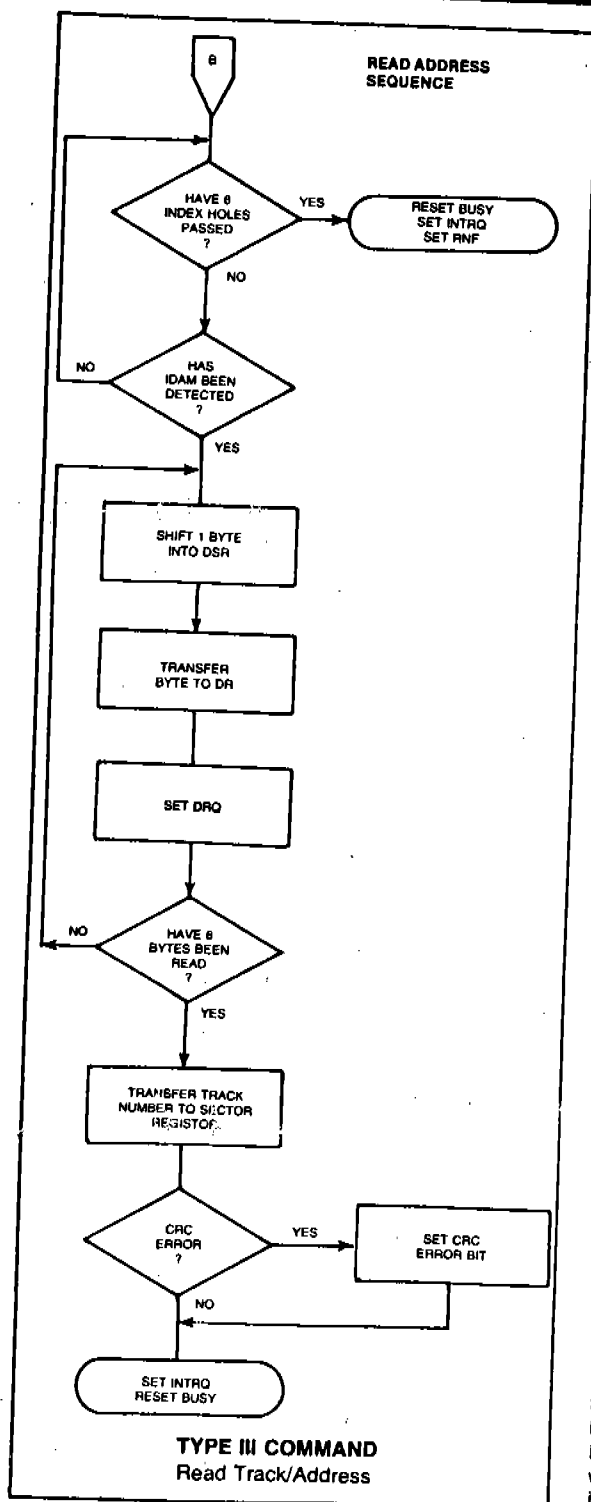 B
READ ADDRESS
SEQUENCE
HAVE 6
INDEX HOLES
PASSED
?
YES
RESET BUSY
SET INTRQ
SET RNF
NO
HAS
IDAM BEEN
DETECTED
?
NO
YES
SHIFT 1 BYTE
INTO DSR
TRANSFER
BYTE TO DR
SET DRQ
HAVE 6
BYTES BEEN
READ
?
NO
YES
TRANSFER TRACK
NUMBER TO SECTOR
REGISTOR
CRC
ERROR
?
YES
SET CRC
ERROR BIT
NO
SET INTRQ
RESET BUSY
TYPE III COMMAND
Read Track/Address